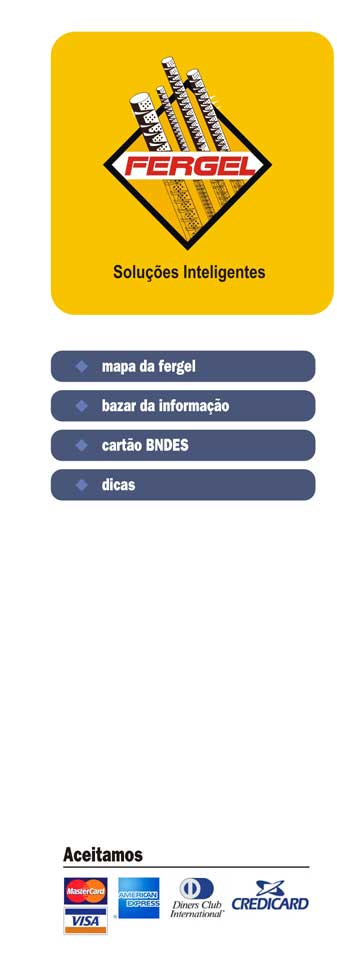 FERGEL
Soluções Inteligentes
mapa da fergel
bazar da informação
cartão BNDES
dicas
Aceitamos
MasterCard
AMERICAN
EXPRESS
Diners Club
International
CREDICARD
VISA